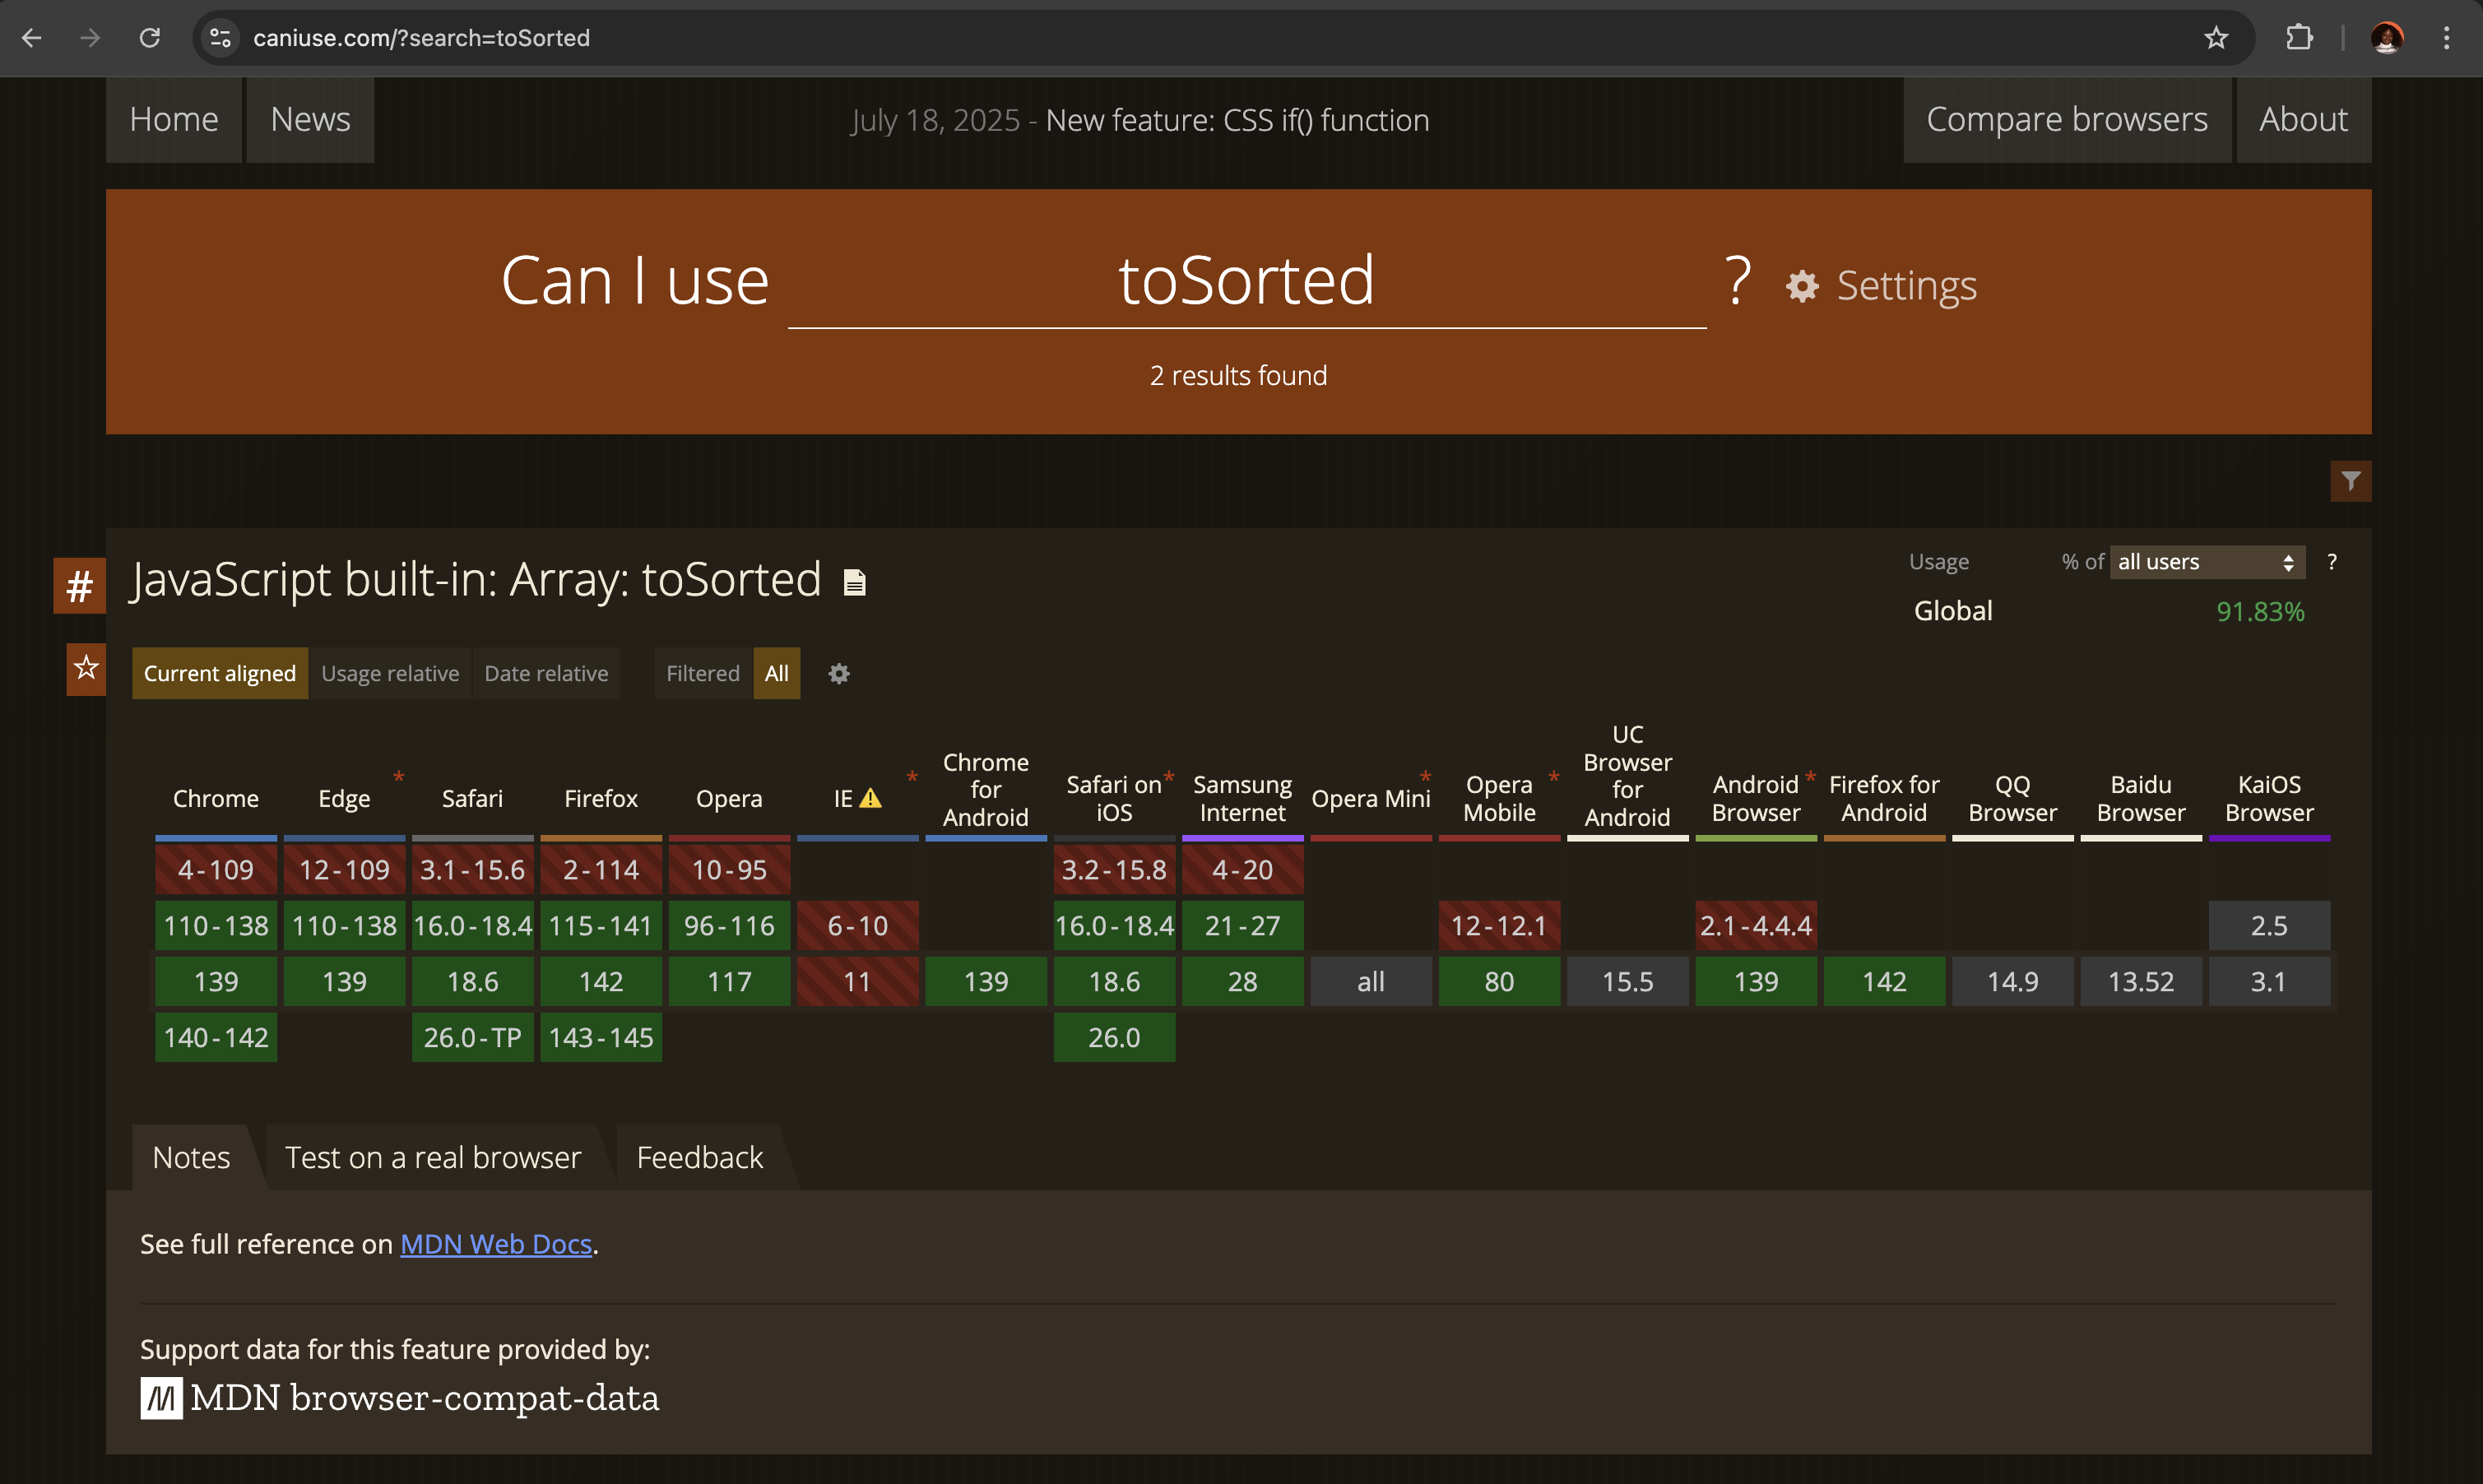 caniuse.com/?search=toSorted
Home
News
July 18, 2025 - New feature: CSS if() function
Compare browsers
About
Can I use
toSorted
?
Settings
2 results found
#
JavaScript built-in: Array: toSorted
Usage
% of
all users
?
Global
91.83%
Current aligned
Usage relative
Date relative
Filtered
All
Chrome
Edge
*
Safari
Firefox
Opera
IE
*
Chrome
for
Android
Safari on
iOS
*
Samsung
Internet
Opera Mini
*
Opera
Mobile
*
UC
Browser
for
Android
Android
Browser
*
Firefox for
Android
QQ
Browser
Baidu
Browser
KaiOS
Browser
4-109
12-109
3.1-15.6
2-114
10-95
3.2-15.8
4-20
110-138
110-138
16.0-18.4
115-141
96-116
6-10
16.0-18.4
21-27
12-12.1
2.1-4.4.4
2.5
139
139
18.6
142
117
11
139
18.6
28
all
80
15.5
139
142
14.9
13.52
3.1
140-142
26.0-TP
143-145
26.0
Notes
Test on a real browser
Feedback
See full reference on MDN Web Docs.
Support data for this feature provided by:
MDN browser-compat-data